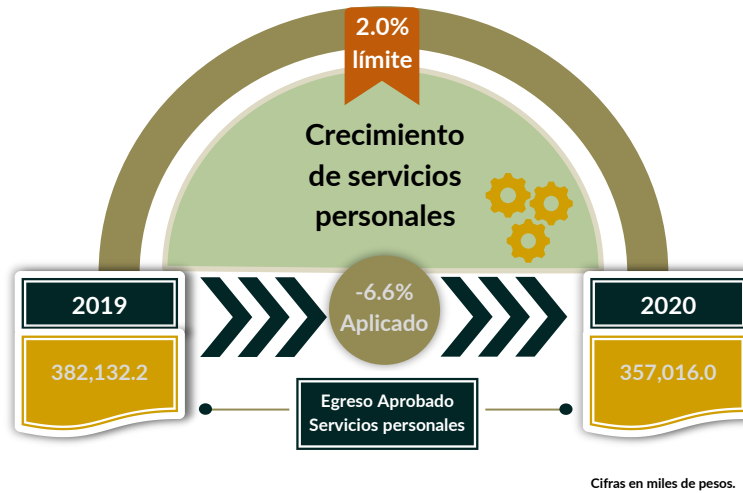 2.0%
límite
Crecimiento
de servicios
personales
2019
-6.6%
Aplicado
2020
382,132.2
357,016.0
Egreso Aprobado
Servicios personales
Cifras en miles de pesos.